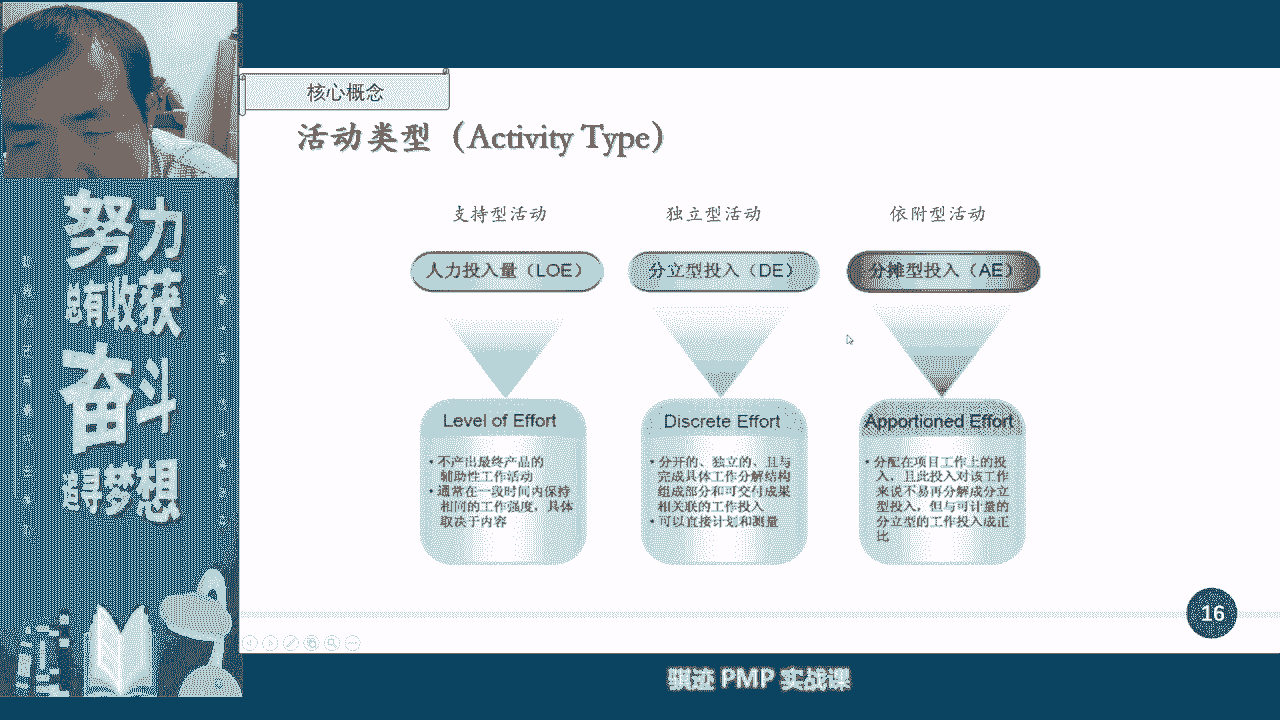 努力
总有收获
奋斗
追寻梦想
核心概念
活动类型（Activity Type）
支持型活动
独立型活动
依附型活动
人力投入量（LOE）
分立型投入（DE）
分摊型投入（AE）
Level of Effort
• 不产出最终产品的
辅助性工作活动
• 通常在一段时间内保持
相同的工作强度，具体
取决于内容
Discrete Effort
• 分开的、独立的、且与
完成具体工作分解结构
组成部分和可交付成果
相关联的工作投入
• 可以直接计划和测量
Apportioned Effort
• 分配在项目工作上的投
入，且此投入对该工作
来说不易再分解成分立
型投入，但与可计量的
分立型的工作投入成正
比
16
骐迹 PMP 实战课